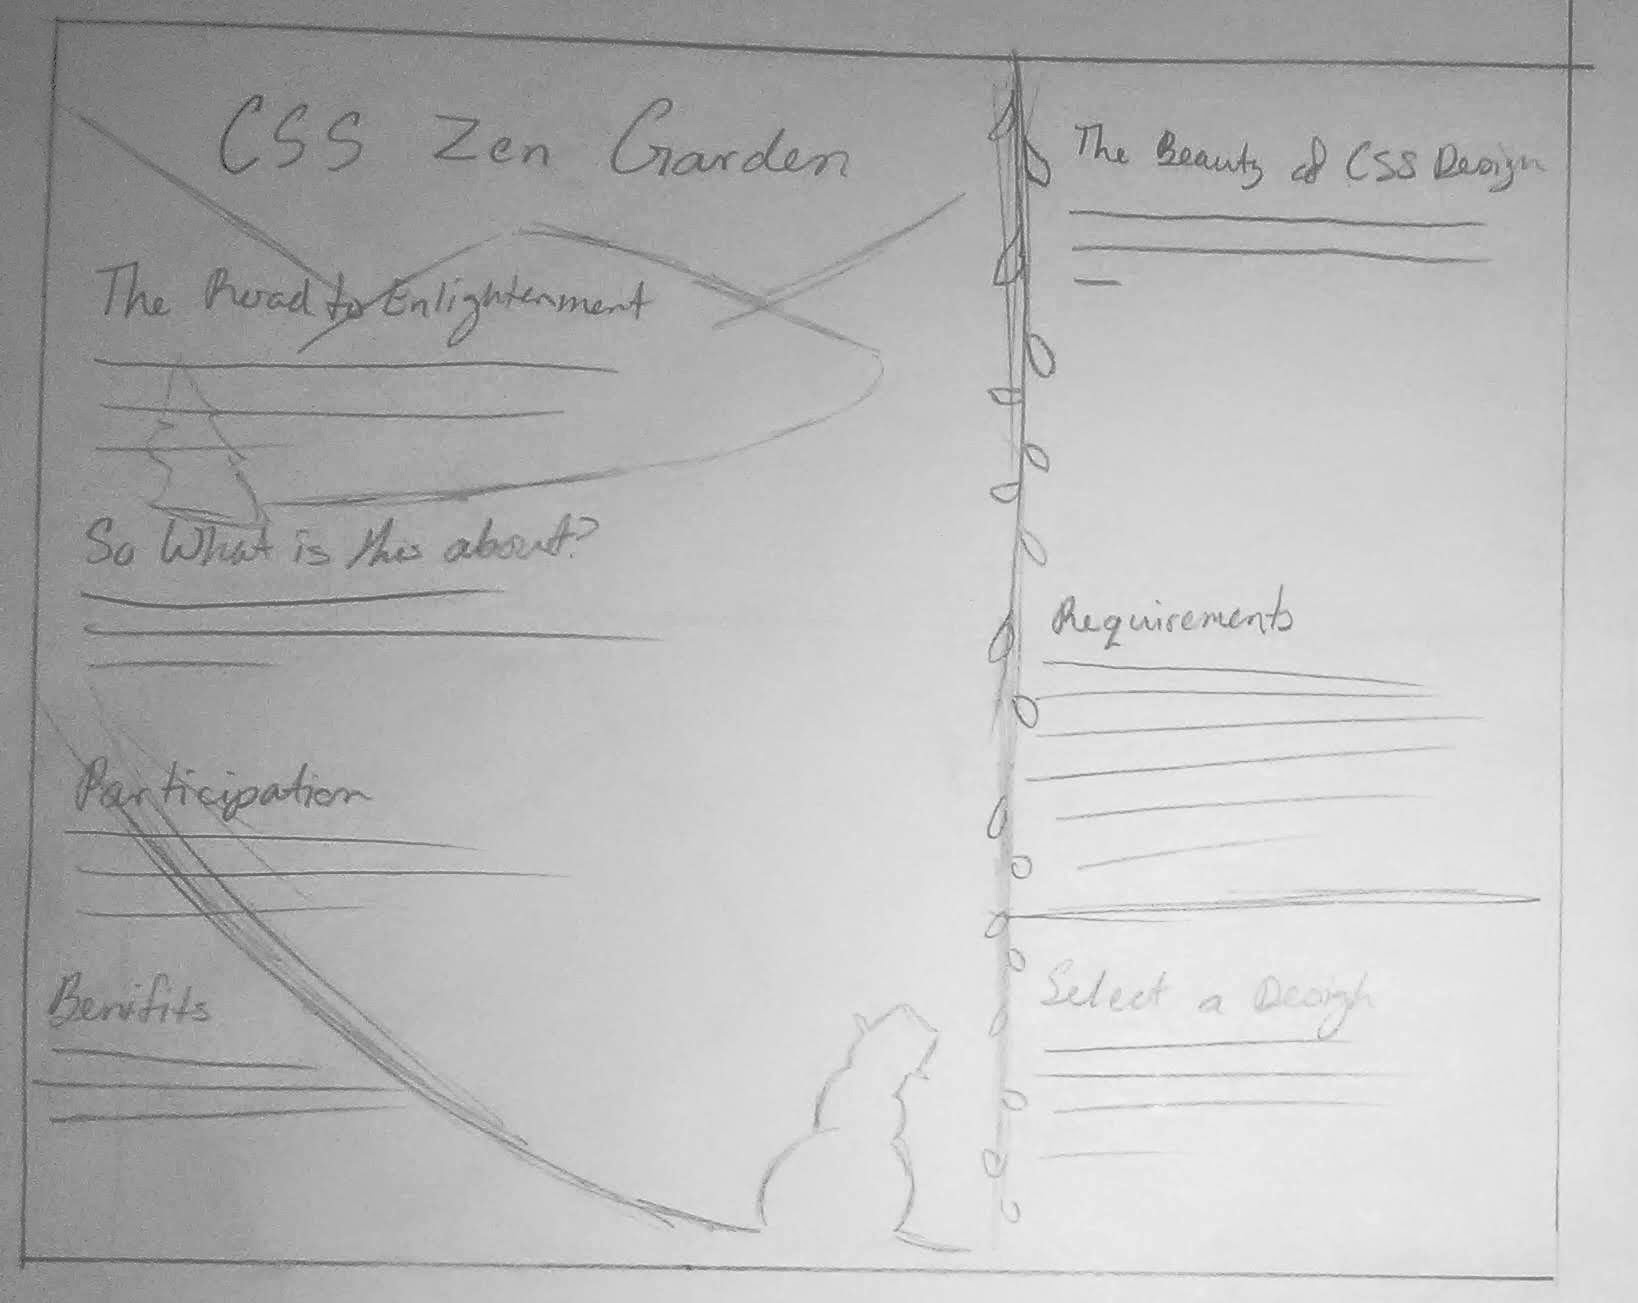 CSS Zen Garden
The Road to Enlightenment
So What is this about?
Participation
Benifits
The Beauty of CSS Design
Requirements
Select a Design